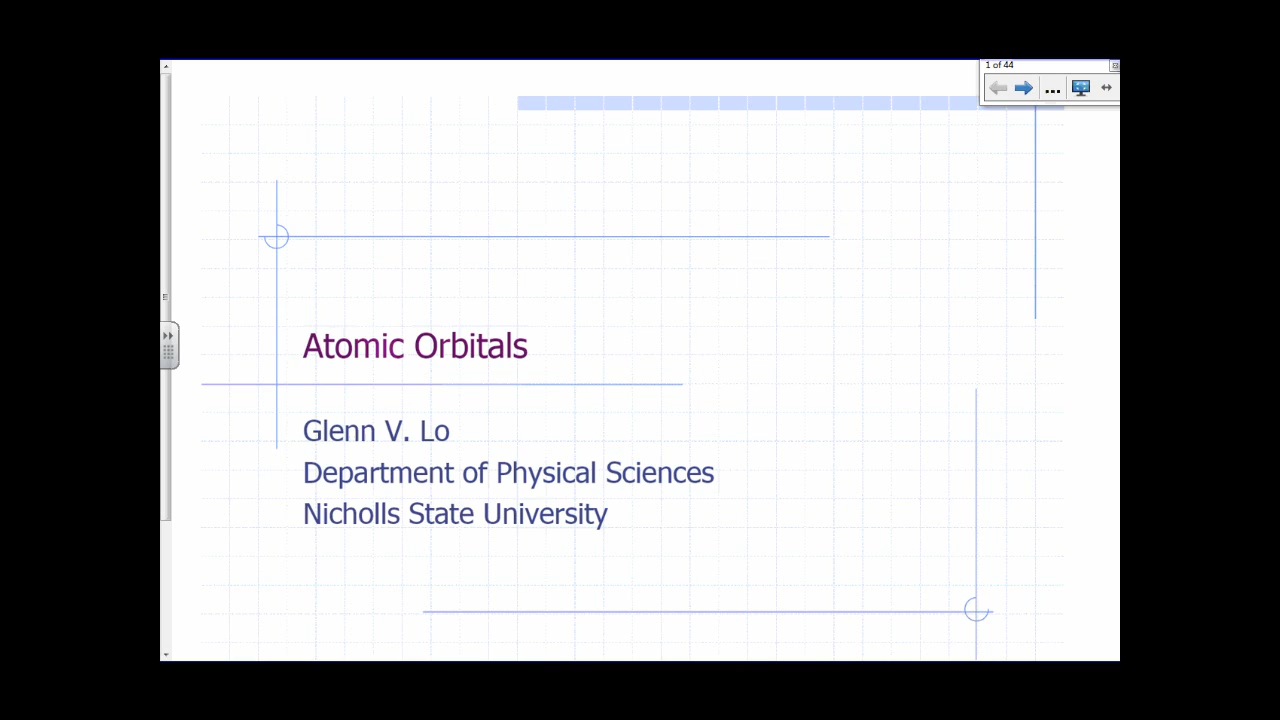 1 of 44
...
Atomic Orbitals
Glenn V. Lo
Department of Physical Sciences
Nicholls State University